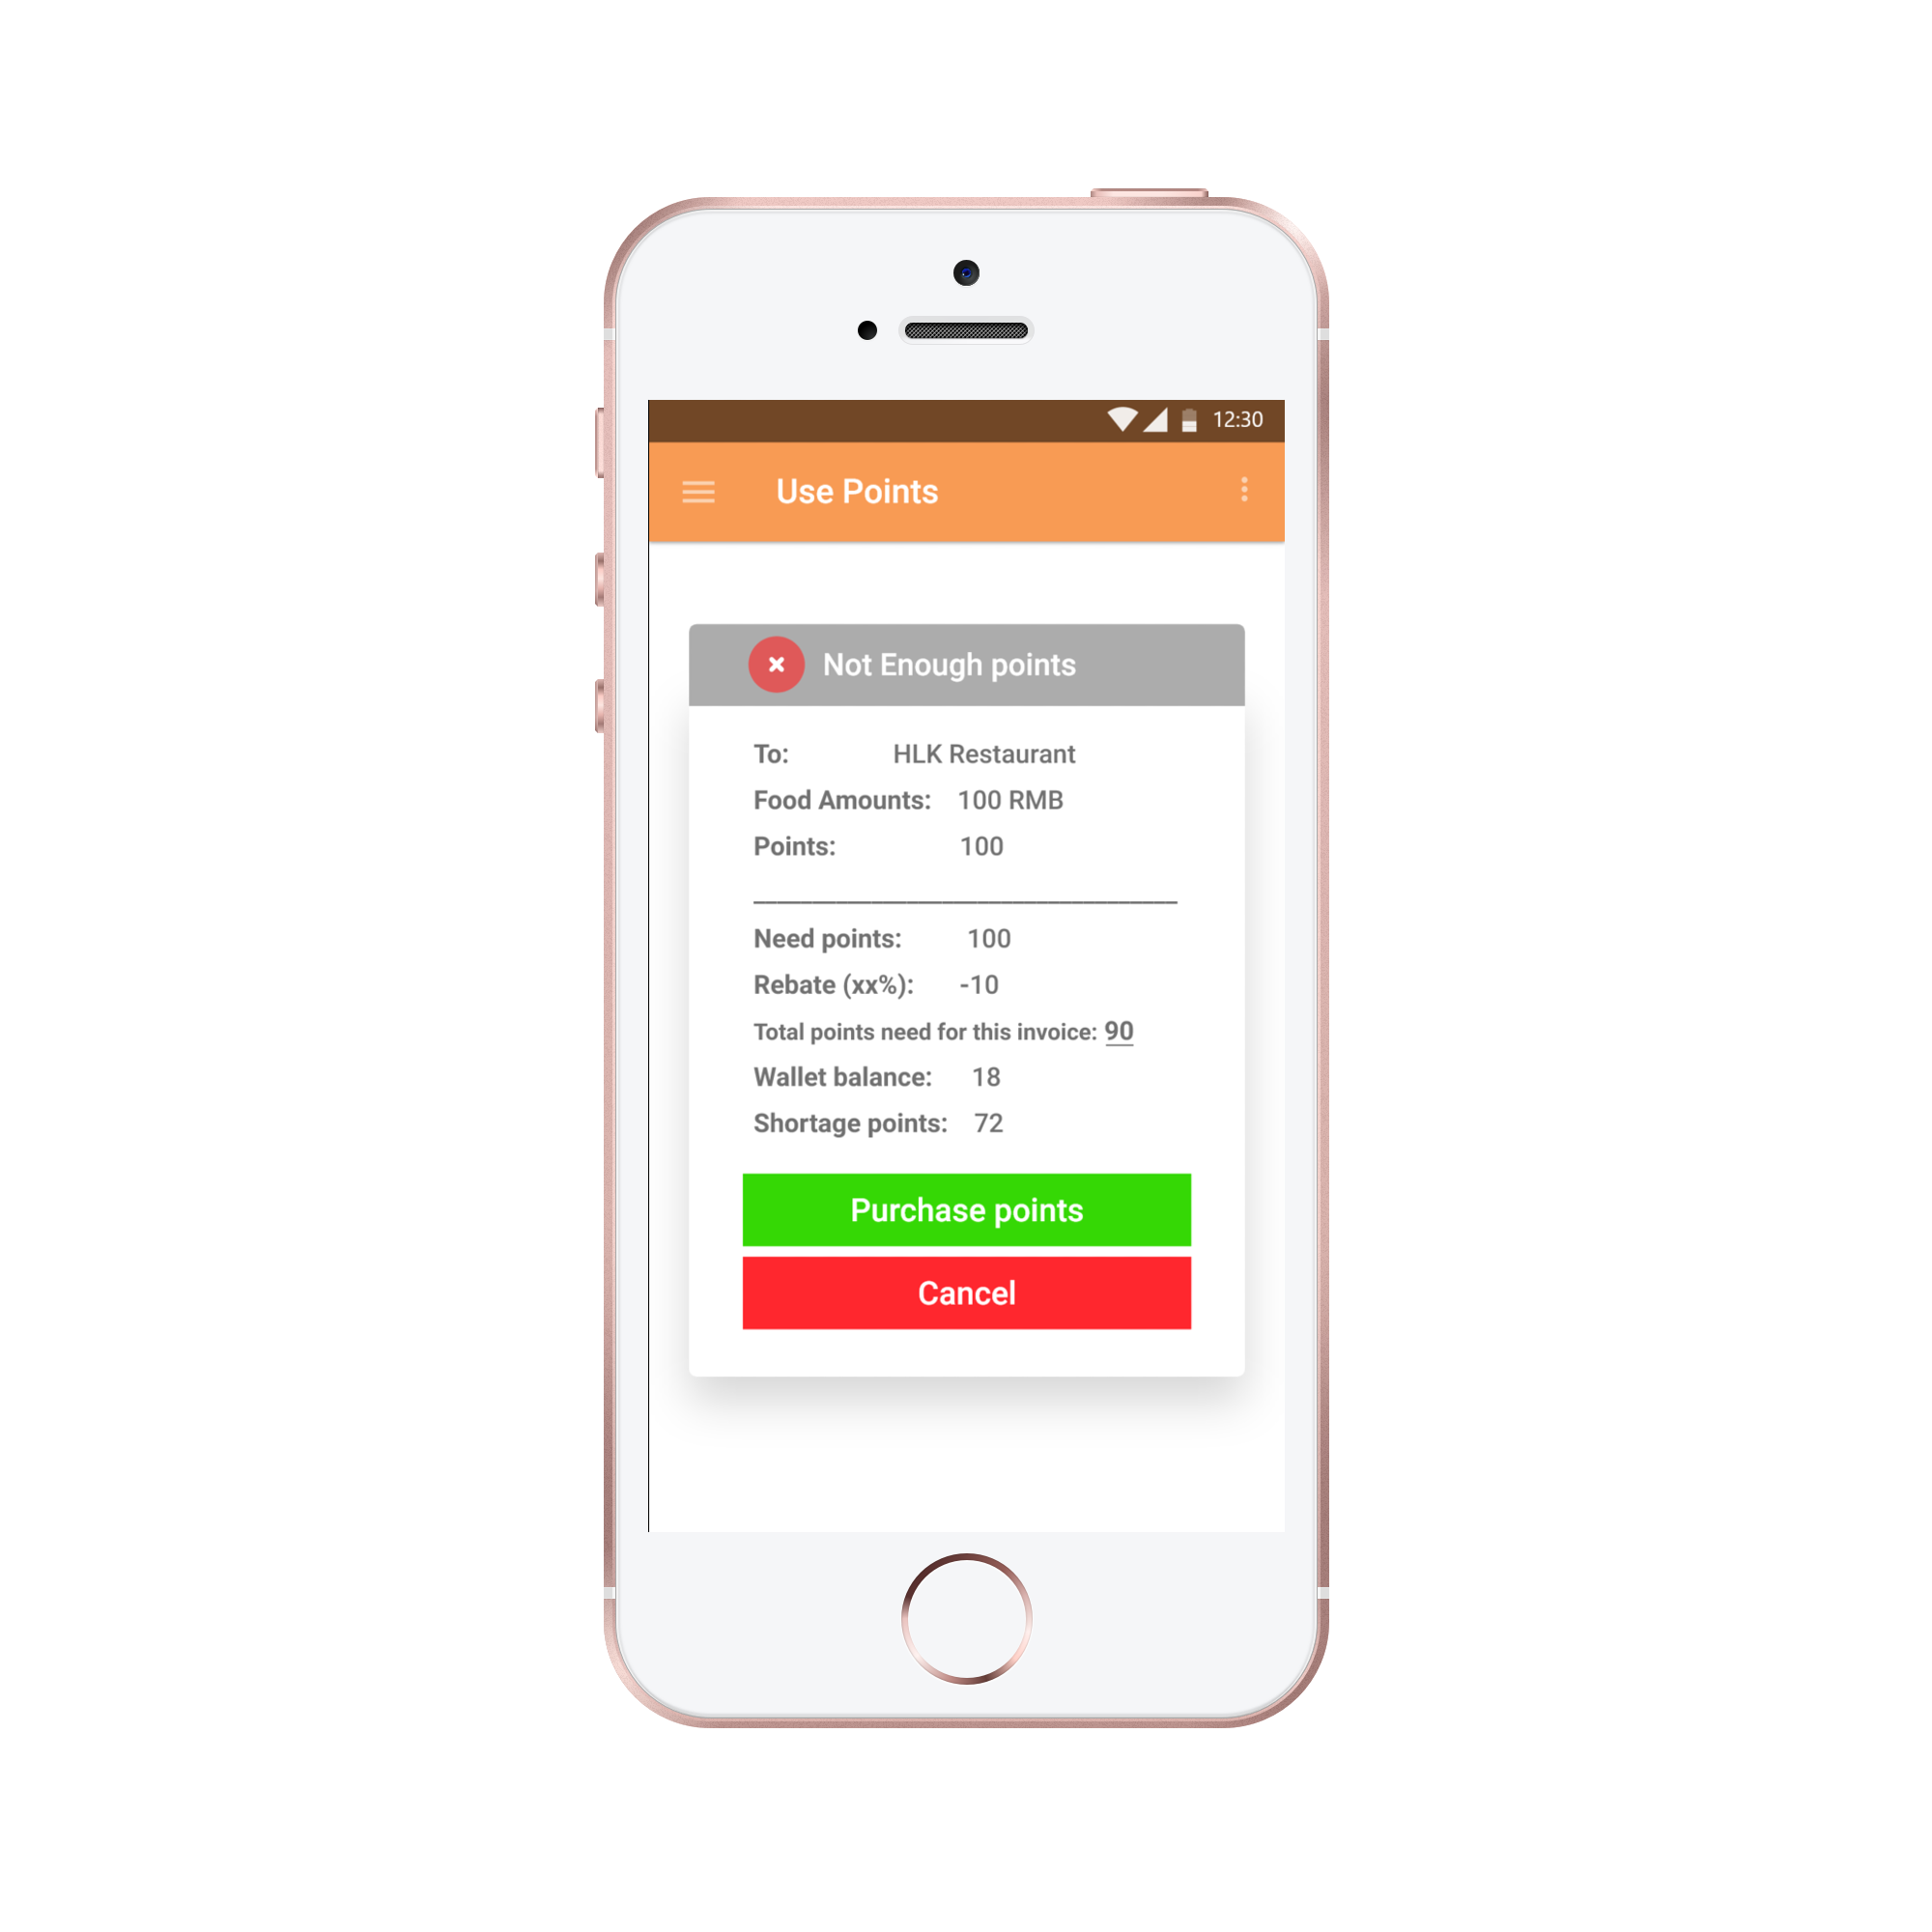 12:30
Use Points
Not Enough points
To: HLK Restaurant
Food Amounts: 100 RMB
Points: 100
Need points: 100
Rebate (xx%): -10
Total points need for this invoice: 90
Wallet balance: 18
Shortage points: 72
Purchase points
Cancel